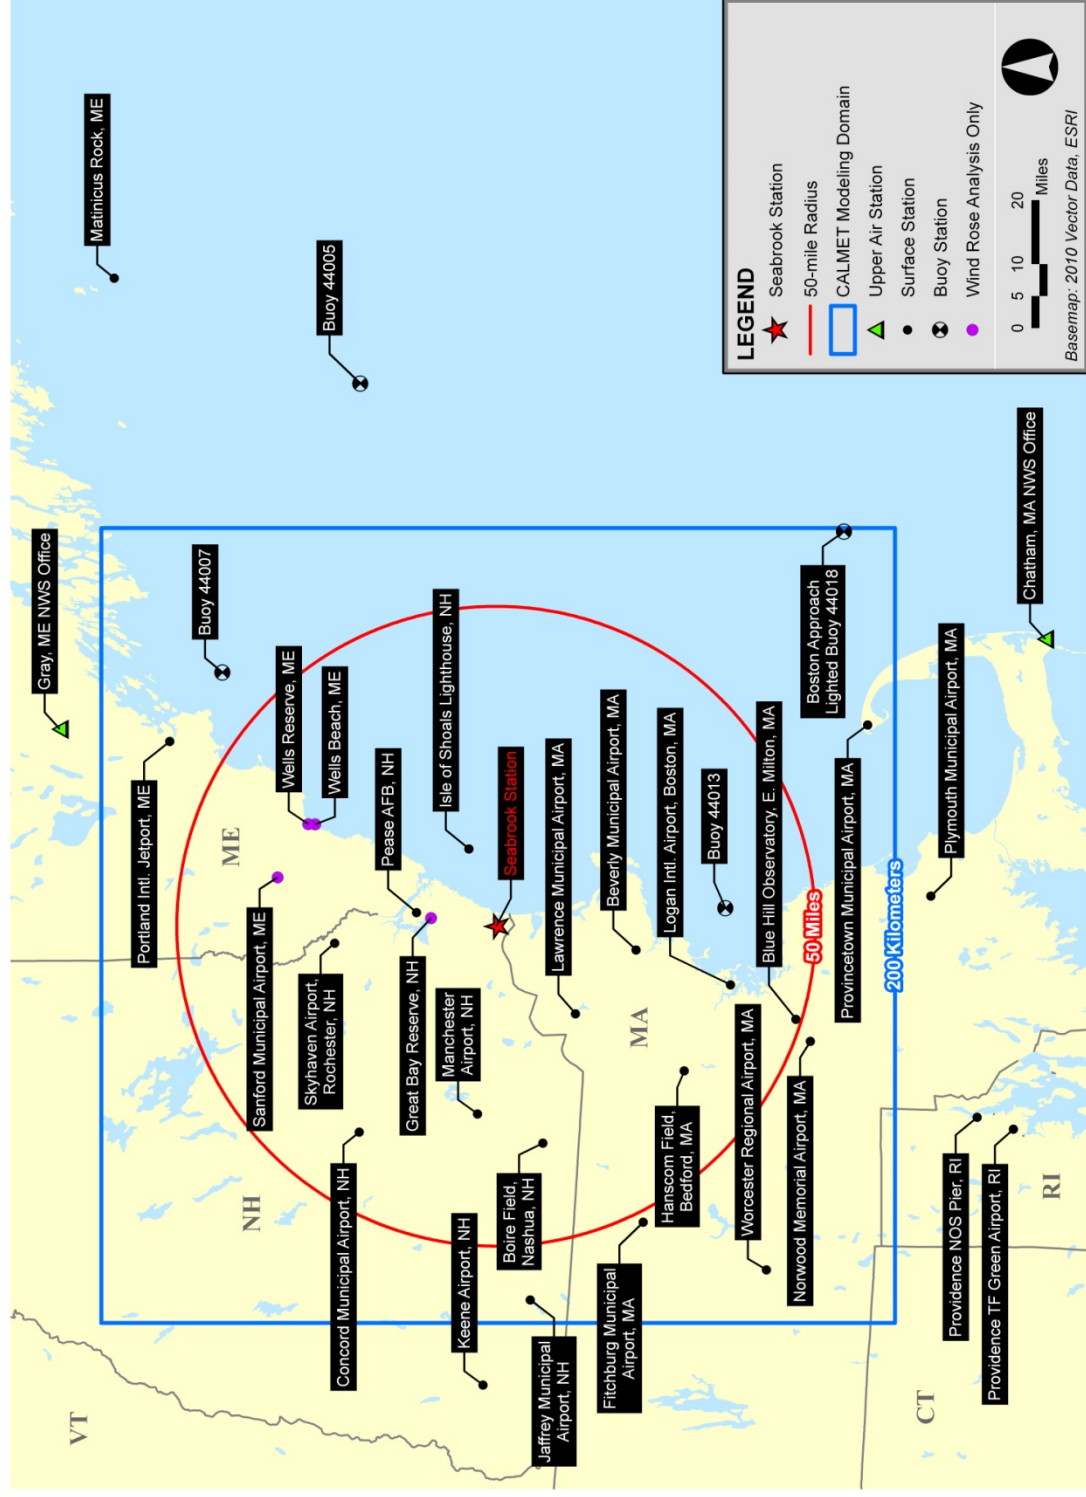 Matinicus Rock, ME
Gray, ME NWS Office
Buoy 44005
Buoy 44007
Portland Intl. Jetport, ME
Wells Reserve, ME
Wells Beach, ME
ME
Sanford Municipal Airport, ME
Skyhaven Airport,
Rochester, NH
Pease AFB, NH
Isle of Shoals Lighthouse, NH
Great Bay Reserve, NH
Manchester
Airport, NH
Seabrook Station
NH
Concord Municipal Airport, NH
Keene Airport, NH
Boire Field,
Nashua, NH
Jaffrey Municipal
Airport, NH
VT
Lawrence Municipal Airport, MA
Beverly Municipal Airport, MA
Logan Intl. Airport, Boston, MA
Buoy 44013
Blue Hill Observatory, E. Milton, MA
MA
Fitchburg Municipal
Airport, MA
Hanscom Field,
Bedford, MA
Worcester Regional Airport, MA
Norwood Memorial Airport, MA
50 Miles
200 Kilometers
Boston Approach
Lighted Buoy 44018
Provincetown Municipal Airport, MA
Plymouth Municipal Airport, MA
Chatham, MA NWS Office
Providence NOS Pier, RI
Providence TF Green Airport, RI
CT
RI
LEGEND
Seabrook Station
50-mile Radius
CALMET Modeling Domain
Upper Air Station
Surface Station
Buoy Station
Wind Rose Analysis Only
0 5 10 20
Miles
Basemap: 2010 Vector Data, ESRI